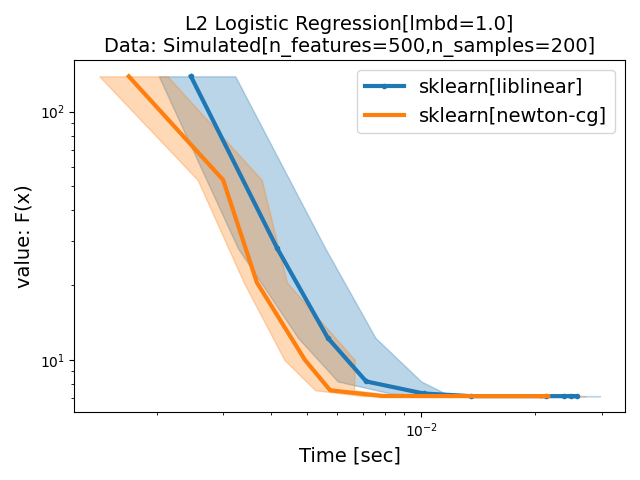 L2 Logistic Regression[lmbd=1.0]
Data: Simulated[n_features=500,n_samples=200]
sklearn[liblinear]
sklearn[newton-cg]
value: F(x)
10²
10¹
10⁻²
Time [sec]